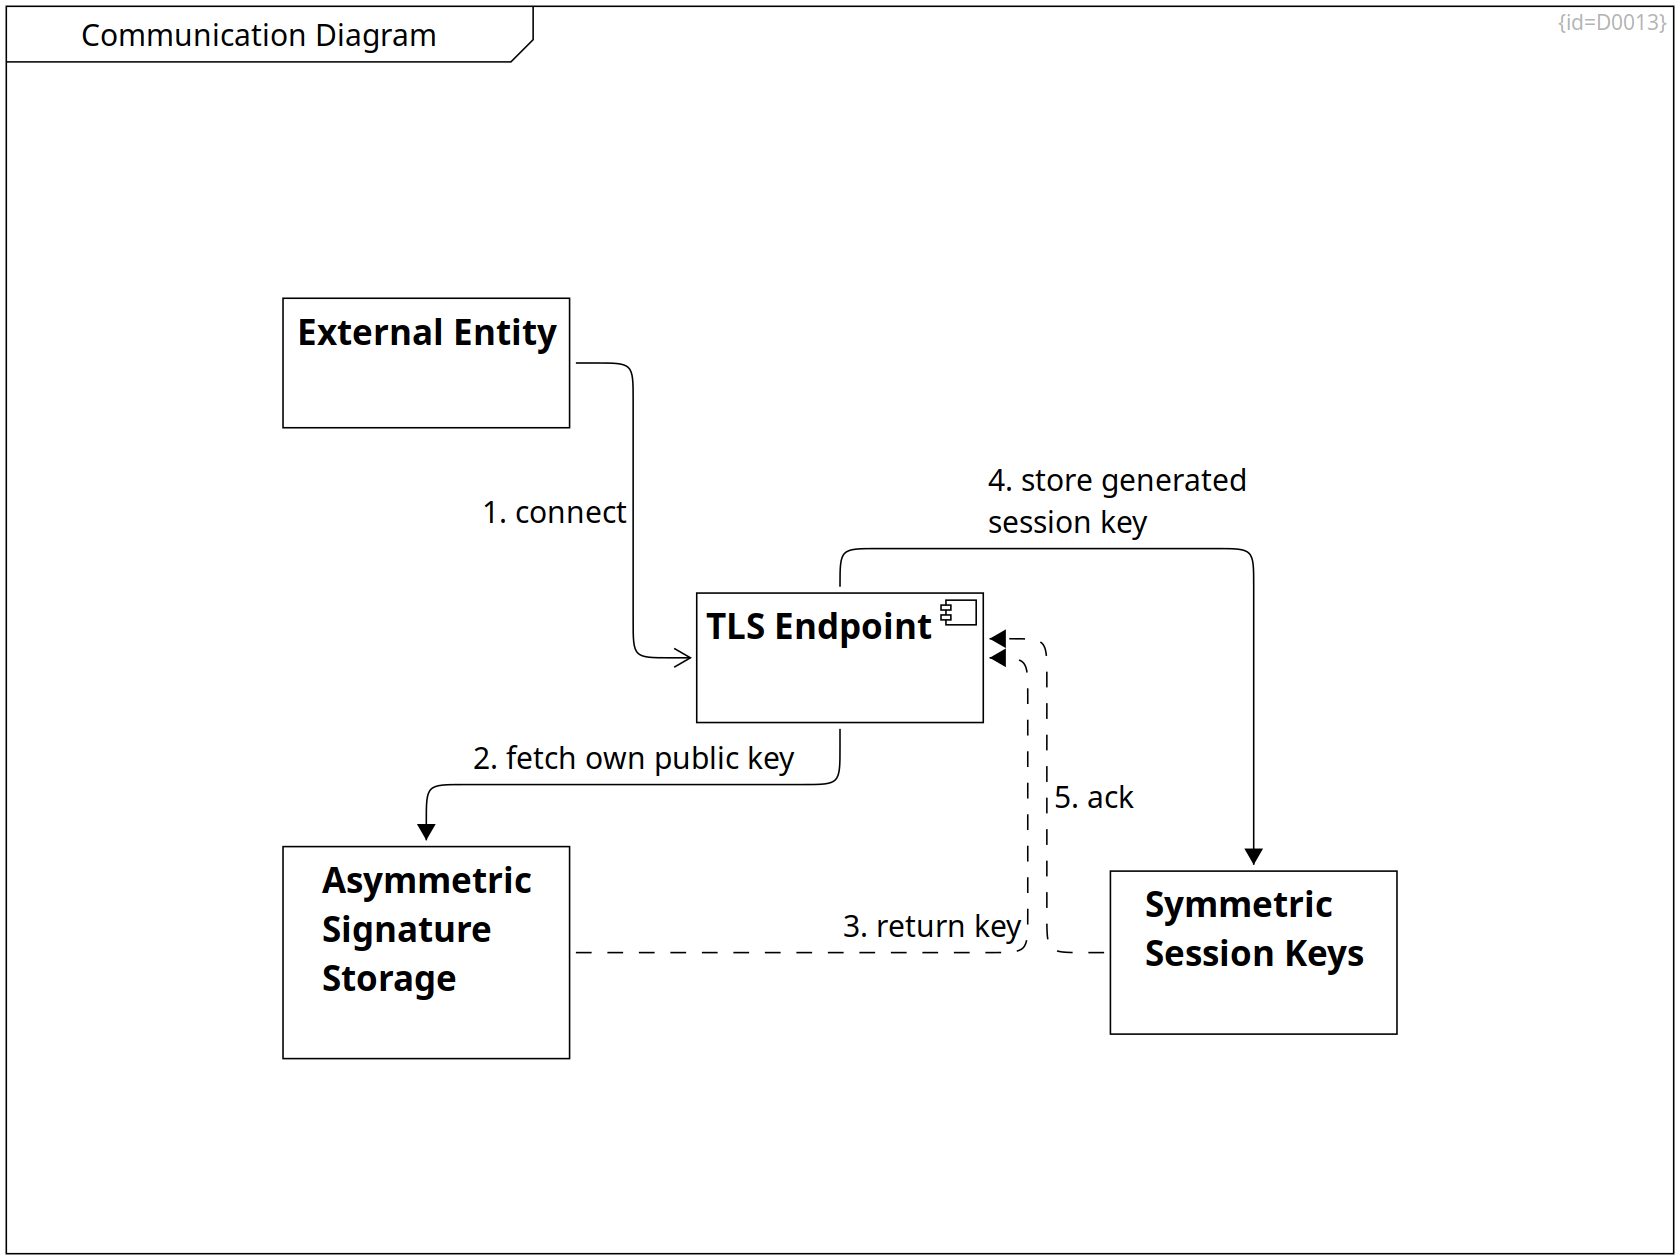 Communication Diagram
{id=D0013}
External Entity
1. connect
4. store generated
session key
TLS Endpoint
2. fetch own public key
5. ack
Asymmetric
Signature
Storage
3. return key
Symmetric
Session Keys